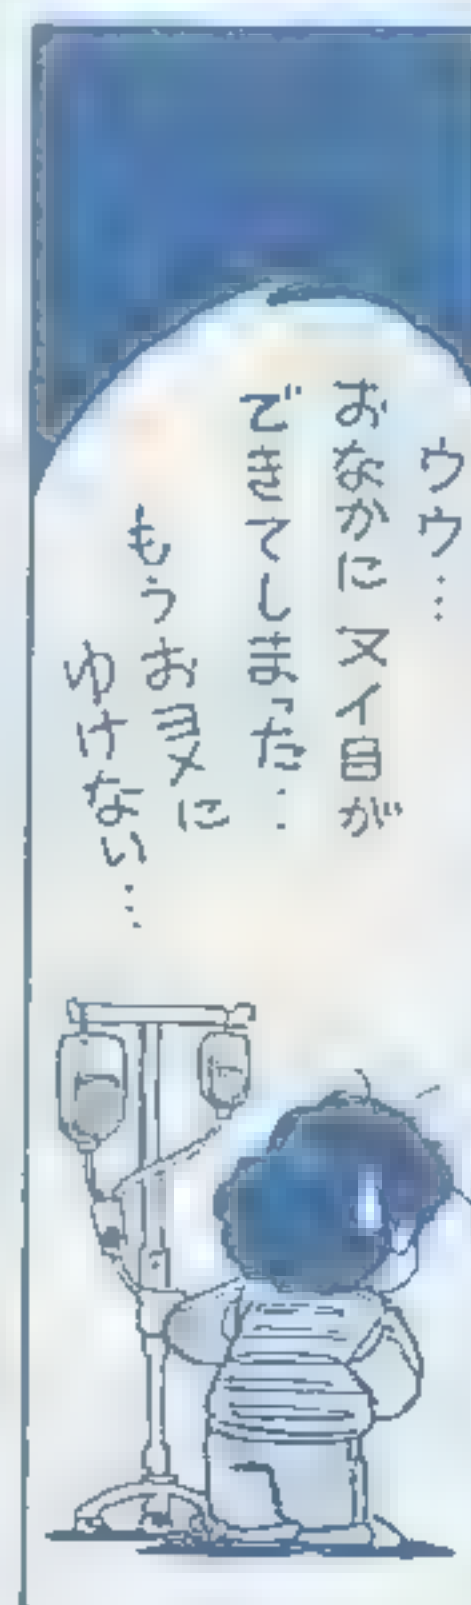 ウウ…
おなかに ヌイ目が
できてしまった…
もうおヨメに
ゆけない…